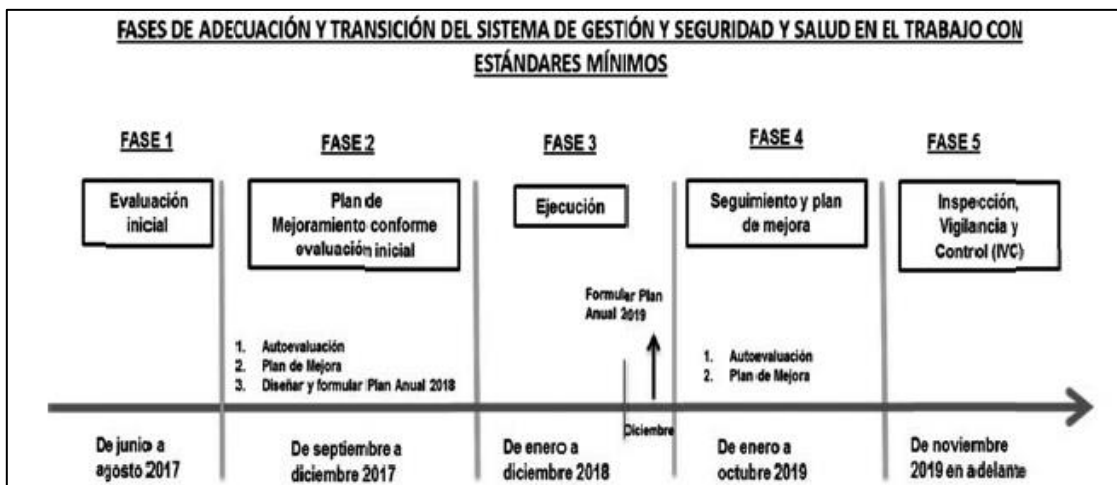 FASES DE ADECUACIÓN Y TRANSICIÓN DEL SISTEMA DE GESTIÓN Y SEGURIDAD Y SALUD EN EL TRABAJO CON
ESTÁNDARES MÍNIMOS
FASE 1
Evaluación
inicial
De junio a
agosto 2017
FASE 2
Plan de
Mejoramiento conforme
evaluación inicial
1. Autoevaluación
2. Plan de Mejora
3. Diseñar y formular Plan Anual 2018
De septiembre a
diciembre 2017
FASE 3
Ejecución
Formular Plan
Anual 2019
Diciembre
De enero a
diciembre 2018
FASE 4
Seguimiento y plan
de mejora
1. Autoevaluación
2. Plan de Mejora
De enero a
octubre 2019
FASE 5
Inspección,
Vigilancia y
Control (IVC)
De noviembre
2019 en adelante